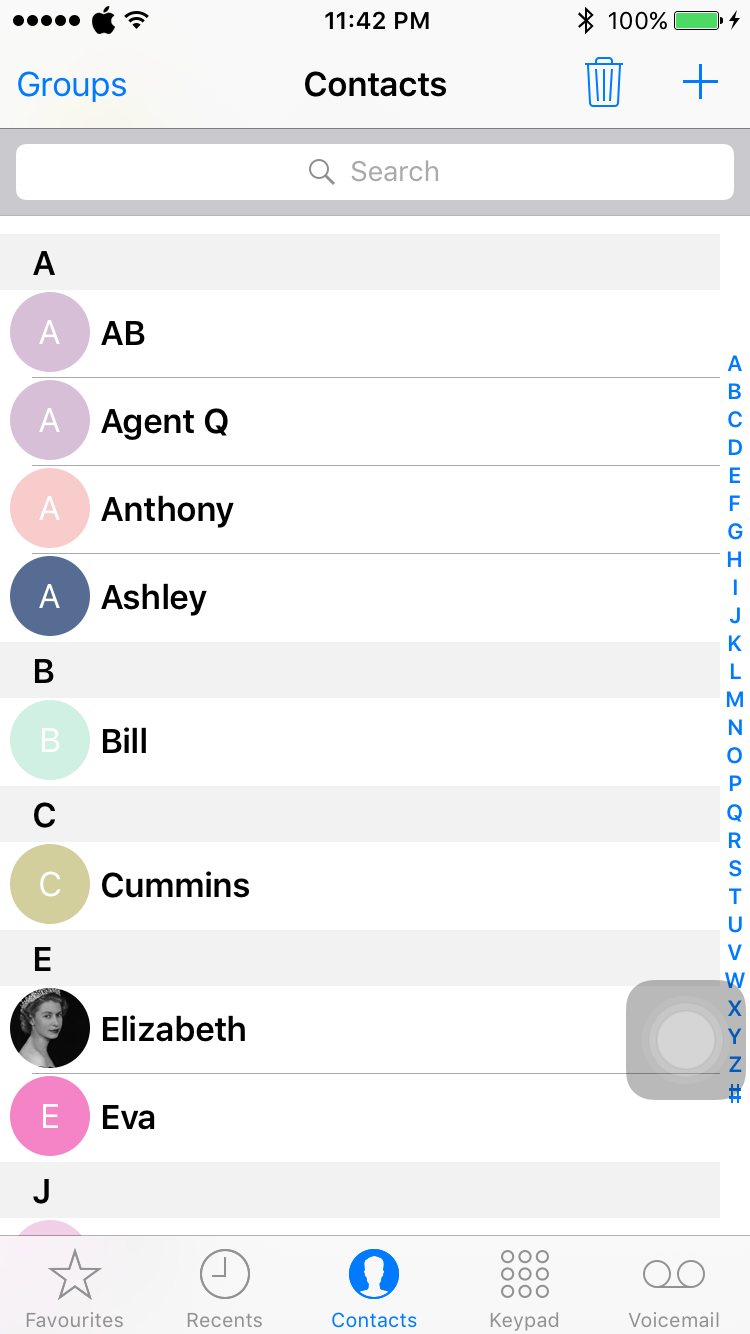 11:42 PM 100%
Groups Contacts
Search
A
A AB
A Agent Q
A Anthony
A Ashley
B
B Bill
C
C Cummins
E
Elizabeth
E Eva
J
A
B
C
D
E
F
G
H
I
J
K
L
M
N
O
P
Q
R
S
T
U
V
W
X
Y
Z
#
Favourites Recents Contacts Keypad Voicemail